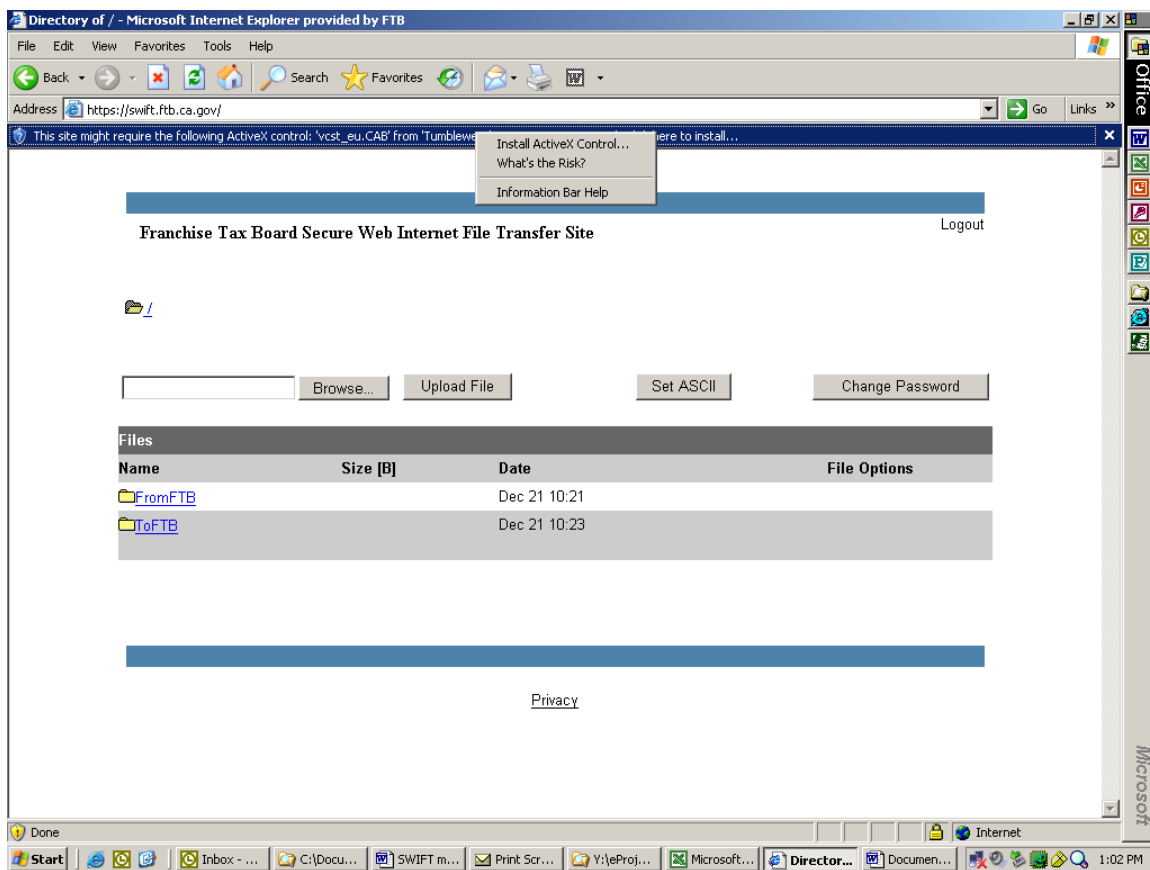 Directory of / - Microsoft Internet Explorer provided by FTB
File Edit View Favorites Tools Help
Back Search Favorites
Address https://swift.ftb.ca.gov/ Go Links »
This site might require the following ActiveX control: 'vcst_eu.CAB' from 'Tumblewe here to install...
Install ActiveX Control...
What's the Risk?
Information Bar Help
Logout
Franchise Tax Board Secure Web Internet File Transfer Site
/
Browse... Upload File Set ASCII Change Password
Files
Name Size [B] Date File Options
FromFTB Dec 21 10:21
ToFTB Dec 21 10:23
Privacy
Done Internet
Start Inbox - ... C:\Docu... SWIFT m... Print Scr... Y:\eProj... Microsoft... Director... Documen... 1:02 PM
Office
Microsoft